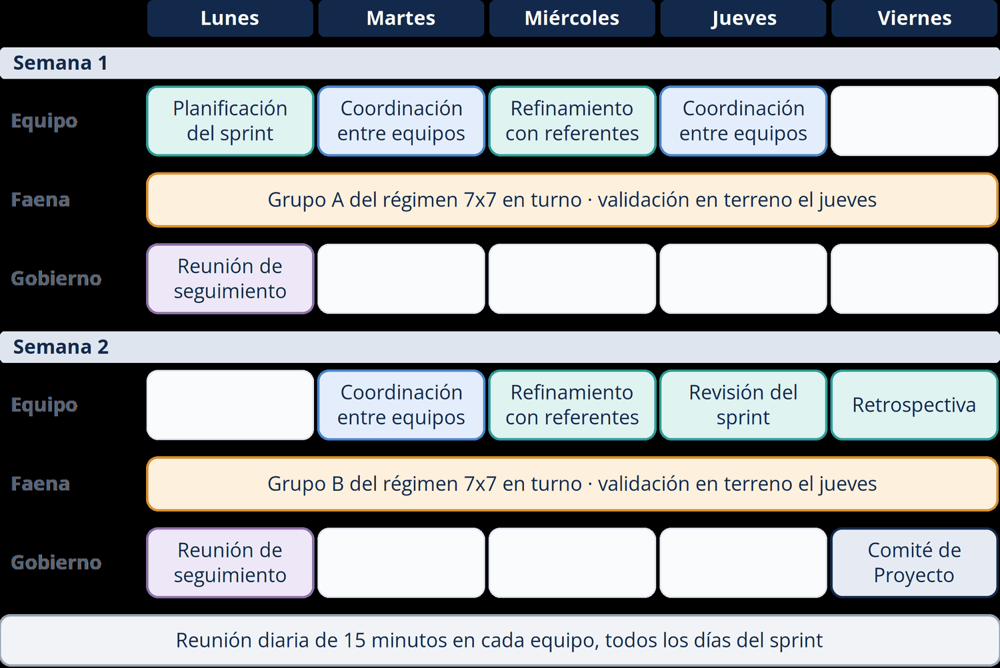 Lunes Martes Miércoles Jueves Viernes
Semana 1
Equipo
Planificación
del sprint
Coordinación
entre equipos
Refinamiento
con referentes
Coordinación
entre equipos
Faena
Grupo A del régimen 7x7 en turno · validación en terreno el jueves
Gobierno
Reunión de
seguimiento
Semana 2
Equipo
Coordinación
entre equipos
Refinamiento
con referentes
Revisión del
sprint
Retrospectiva
Faena
Grupo B del régimen 7x7 en turno · validación en terreno el jueves
Gobierno
Reunión de
seguimiento
Comité de
Proyecto
Reunión diaria de 15 minutos en cada equipo, todos los días del sprint